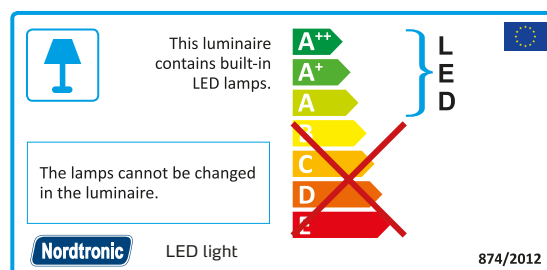 This luminaire
contains built-in
LED lamps.
A++
A+
A
B
C
D
E
L
E
D
The lamps cannot be changed
in the luminaire.
Nordtronic
LED light
874/2012